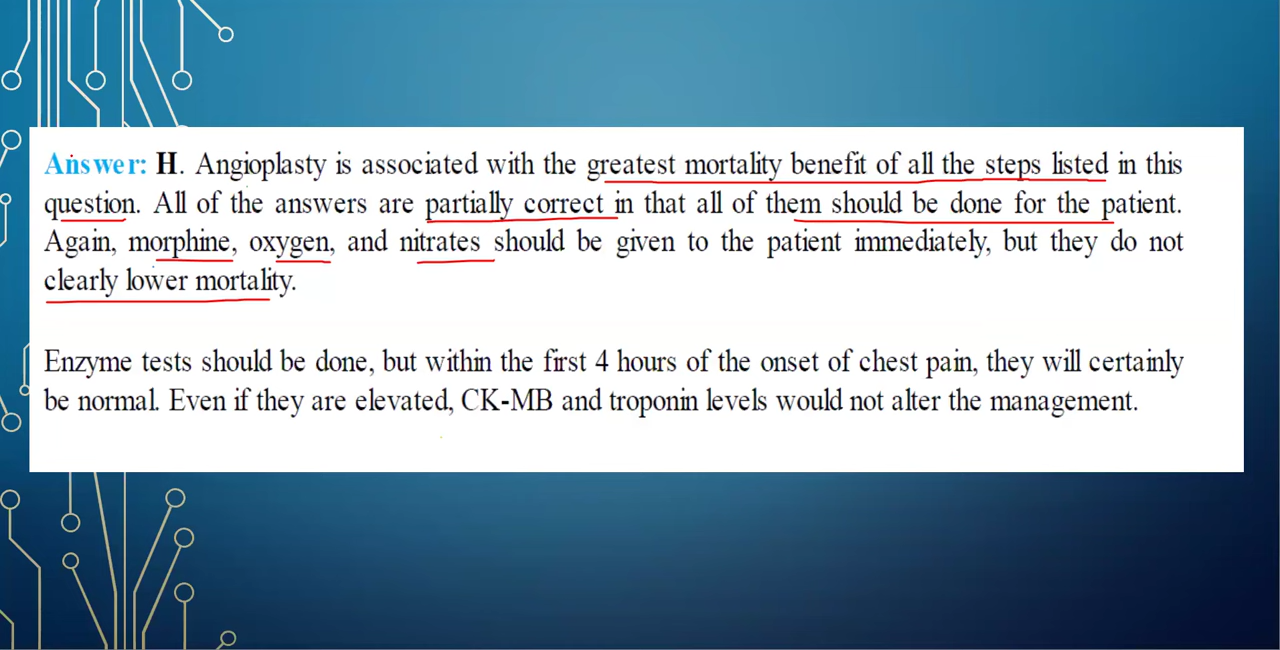 Answer: H. Angioplasty is associated with the greatest mortality benefit of all the steps listed in this
question. All of the answers are partially correct in that all of them should be done for the patient.
Again, morphine, oxygen, and nitrates should be given to the patient immediately, but they do not
clearly lower mortality.
Enzyme tests should be done, but within the first 4 hours of the onset of chest pain, they will certainly
be normal. Even if they are elevated, CK-MB and troponin levels would not alter the management.